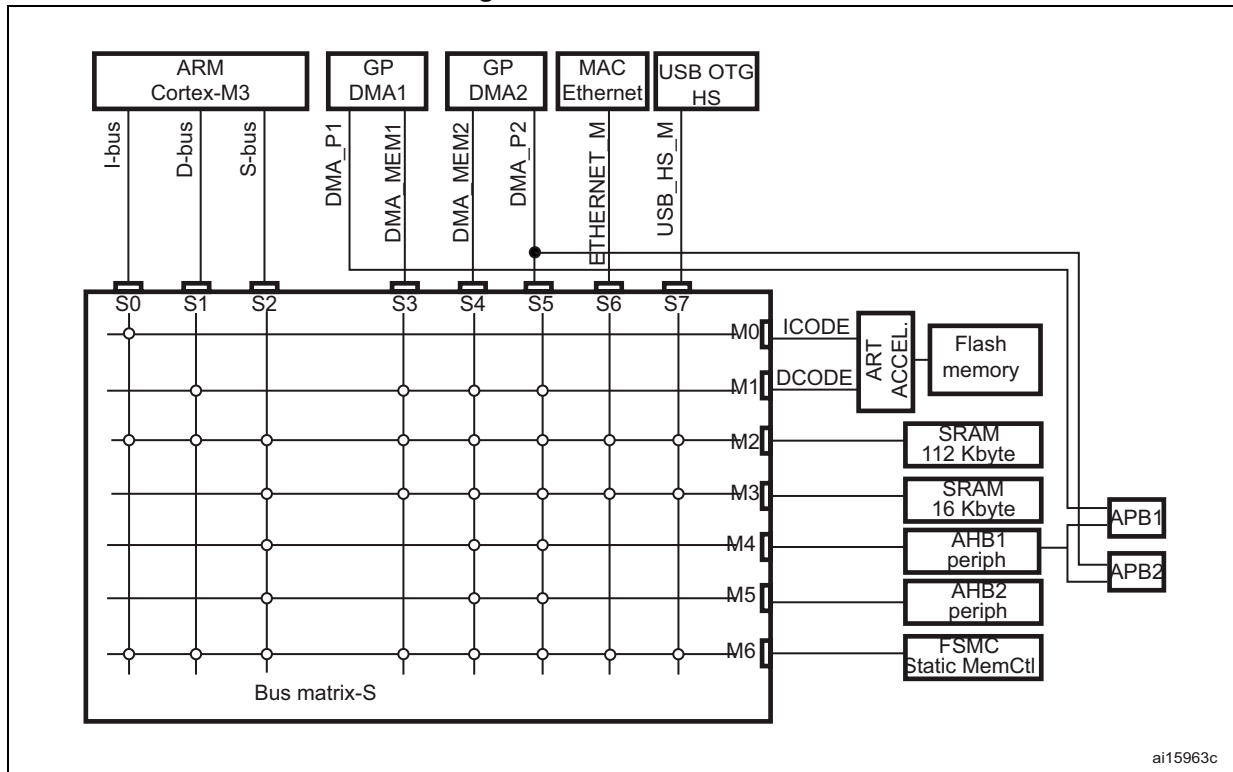 ARM
Cortex-M3
GP
DMA1
GP
DMA2
MAC
Ethernet
USB OTG
HS
I-bus
D-bus
S-bus
DMA_P1
DMA_MEM1
DMA_MEM2
DMA_P2
ETHERNET_M
USB_HS_M
S0
S1
S2
S3
S4
S5
S6
S7
M0
ICODE
M1
DCODE
ART
ACCEL.
Flash
memory
M2
SRAM
112 Kbyte
M3
SRAM
16 Kbyte
M4
AHB1
periph
APB1
M5
AHB2
periph
APB2
M6
FSMC
Static MemCtl
Bus matrix-S
ai15963c